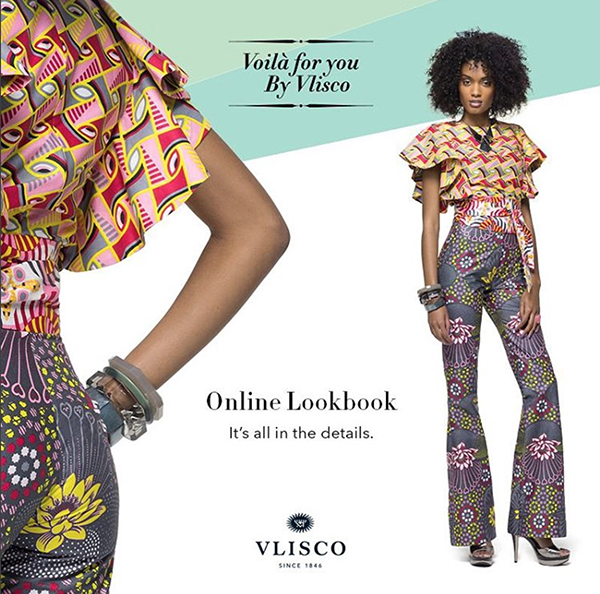 Voilà for you
By Vlisco
Online Lookbook
It's all in the details.
VLISCO
SINCE 1846